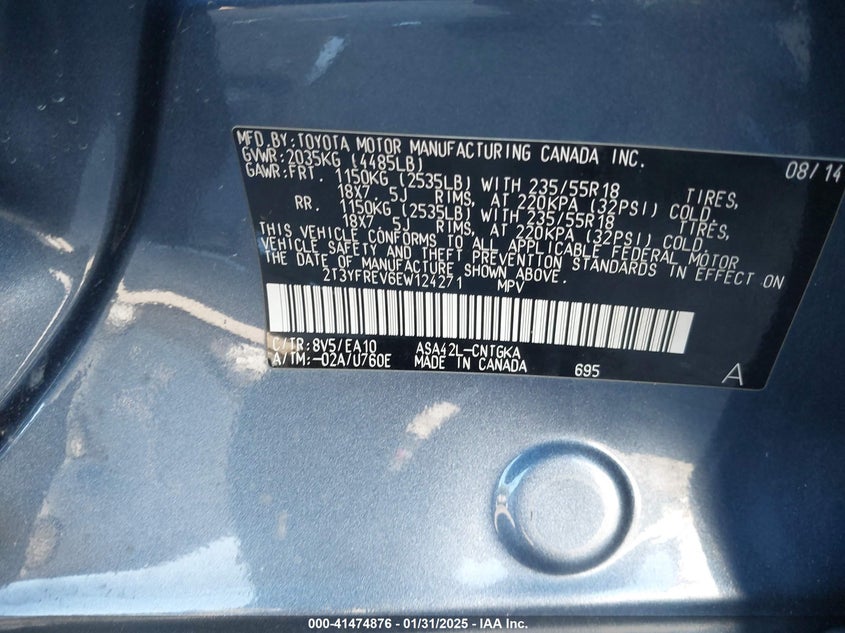 MFD.BY:TOYOTA MOTOR MANUFACTURING CANADA INC.
GVWR:2035KG (4485LB) 08/14
GAWR:FRT. 1150KG (2535LB) WITH 235/55R18 TIRES,
18X7 5J RIMS, AT 220KPA (32PSI) COLD.
RR. 1150KG (2535LB) WITH 235/55R18 TIRES,
18X7 5J RIMS, AT 220KPA (32PSI) COLD.
THIS VEHICLE CONFORMS TO ALL APPLICABLE FEDERAL MOTOR
VEHICLE SAFETY AND THEFT PREVENTION STANDARDS IN EFFECT ON
THE DATE OF MANUFACTURE SHOWN ABOVE.
2T3YFREV6EW124271 MPV
C/TR:8V5/EA10 ASA42L-CNTGKA
A/TM:-02A/U760E MADE IN CANADA 695 A
000-41474876 - 01/31/2025 - IAA Inc.